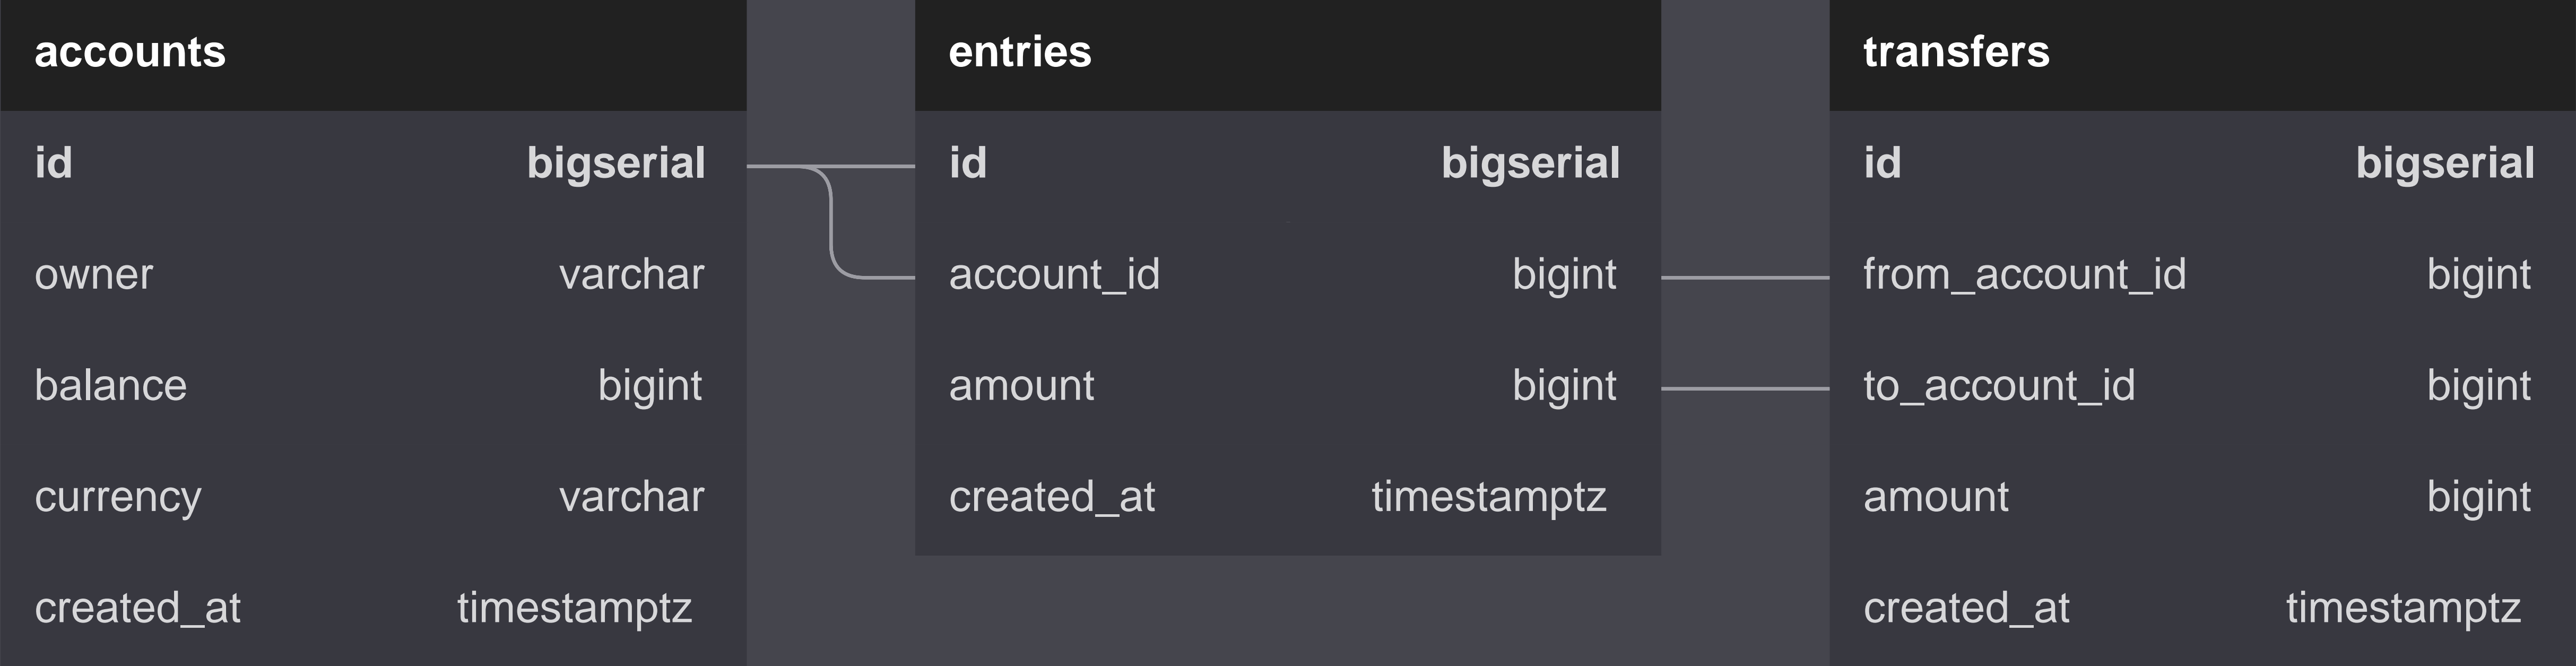 accounts
id bigserial
owner varchar
balance bigint
currency varchar
created_at timestamptz
entries
id bigserial
account_id bigint
amount bigint
created_at timestamptz
transfers
id bigserial
from_account_id bigint
to_account_id bigint
amount bigint
created_at timestamptz